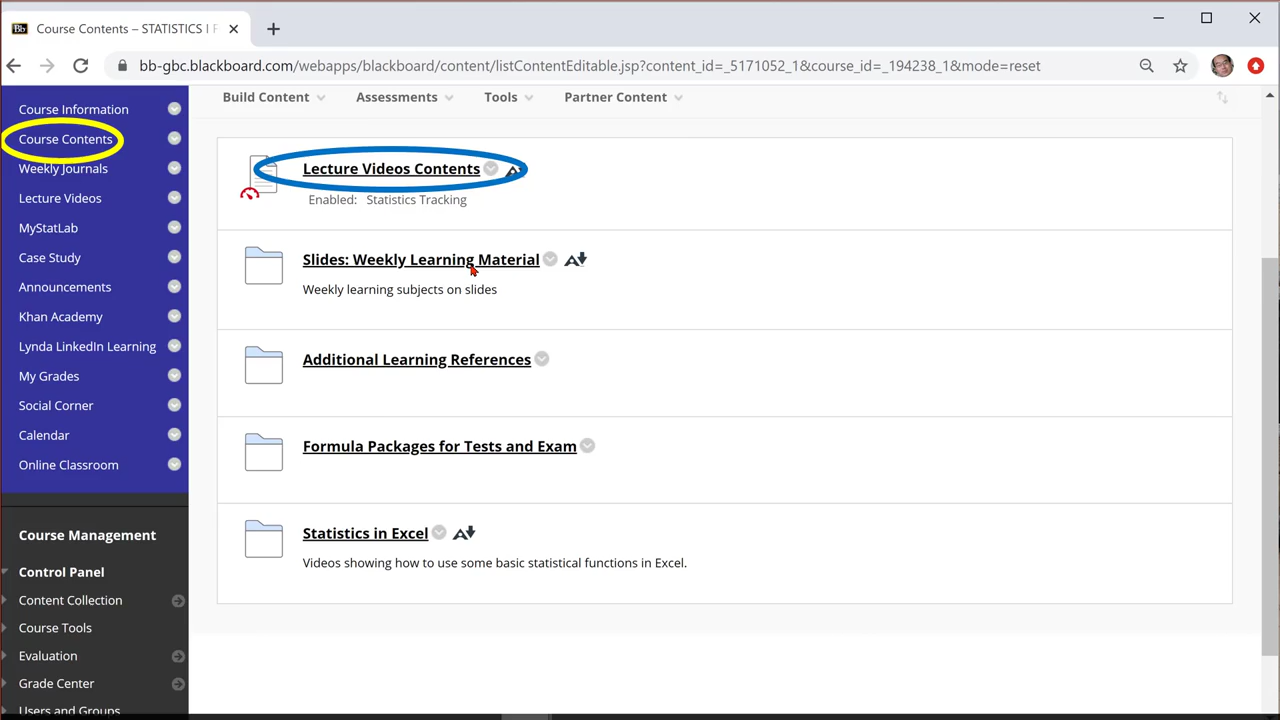 Bb Course Contents – STATISTICS I F
bb-gbc.blackboard.com/webapps/blackboard/content/listContentEditable.jsp?content_id=_5171052_1&course_id=_194238_1&mode=reset
Course Information
Course Contents
Weekly Journals
Lecture Videos
MyStatLab
Case Study
Announcements
Khan Academy
Lynda LinkedIn Learning
My Grades
Social Corner
Calendar
Online Classroom
Course Management
Control Panel
Content Collection
Course Tools
Evaluation
Grade Center
Users and Groups
Build Content Assessments Tools Partner Content
Lecture Videos Contents
Enabled: Statistics Tracking
Slides: Weekly Learning Material
Weekly learning subjects on slides
Additional Learning References
Formula Packages for Tests and Exam
Statistics in Excel
Videos showing how to use some basic statistical functions in Excel.